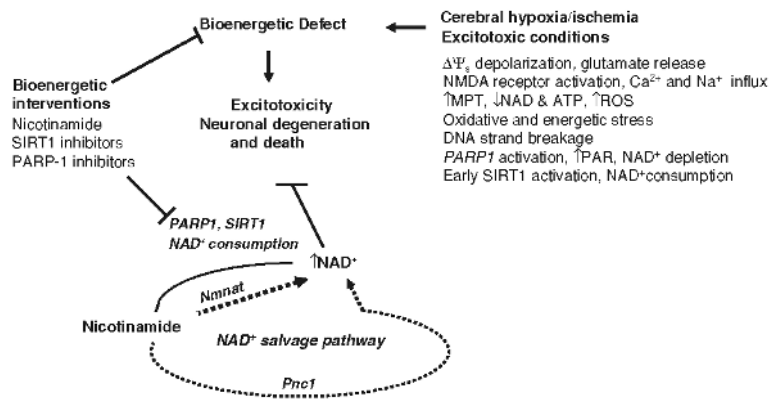 Bioenergetic Defect
Cerebral hypoxia/ischemia
Excitotoxic conditions
ΔΨs depolarization, glutamate release
NMDA receptor activation, Ca²⁺ and Na⁺ influx
↑MPT, ↓NAD & ATP, ↑ROS
Oxidative and energetic stress
DNA strand breakage
PARP1 activation, ↑PAR, NAD⁺ depletion
Early SIRT1 activation, NAD⁺consumption
Bioenergetic
interventions
Nicotinamide
SIRT1 inhibitors
PARP-1 inhibitors
Excitotoxicity
Neuronal degeneration
and death
PARP1, SIRT1
NAD⁺ consumption
↑NAD⁺
Nmnat
Nicotinamide
NAD⁺ salvage pathway
Pnc1